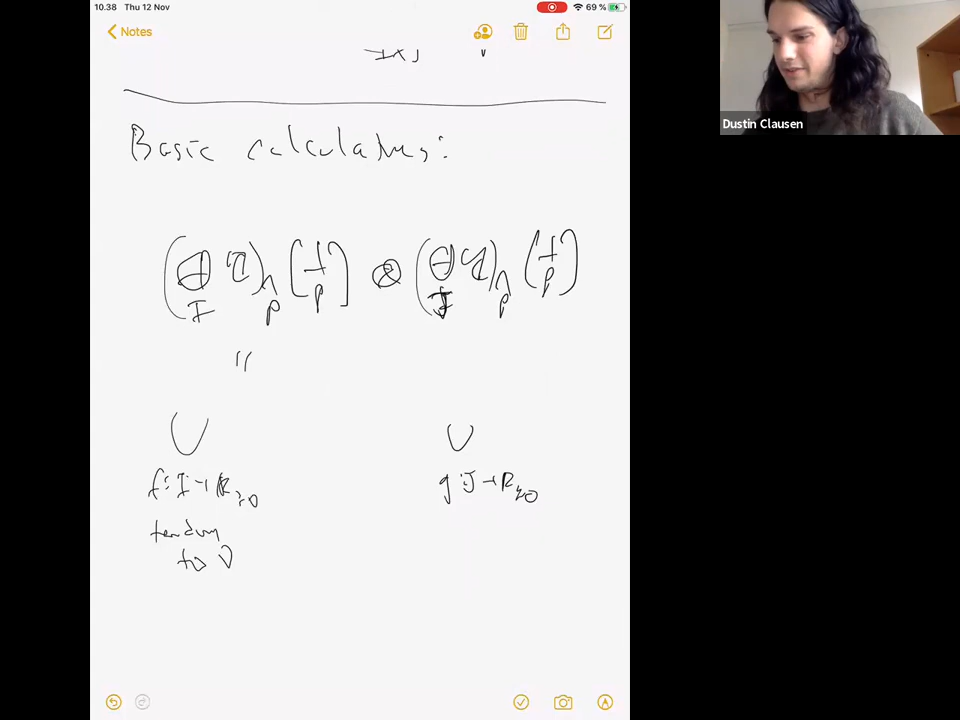 10.38 Thu 12 Nov 69 %
Notes
I×J
Dustin Clausen
Basic calculations:
(⊕_I ℤ)^_p [1/p] ⊗ (⊕_J ℤ)^_p [1/p]
"
∪ ∪
f: I → R_{>0} g: J → R_{>0}
tending
to 0